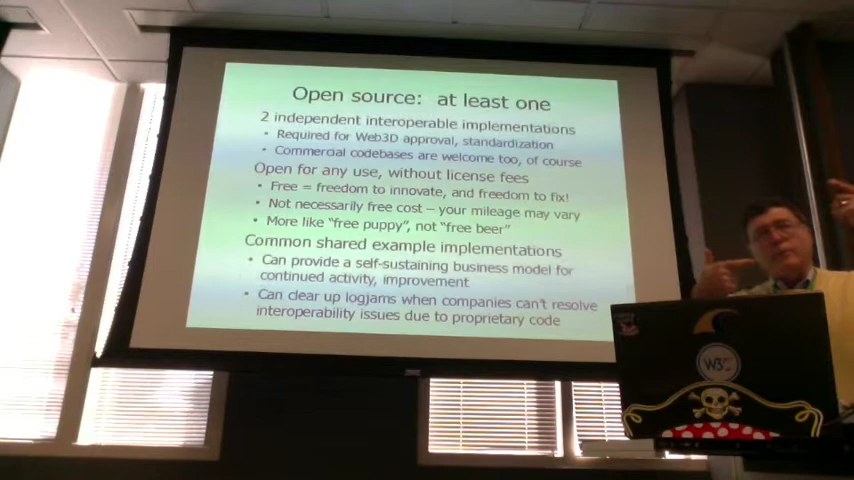 Open source: at least one
2 independent interoperable implementations
• Required for Web3D approval, standardization
• Commercial codebases are welcome too, of course
Open for any use, without license fees
• Free = freedom to innovate, and freedom to fix!
• Not necessarily free cost – your mileage may vary
• More like "free puppy", not "free beer"
Common shared example implementations
• Can provide a self-sustaining business model for
continued activity, improvement
• Can clear up logjams when companies can't resolve
interoperability issues due to proprietary code
W3C